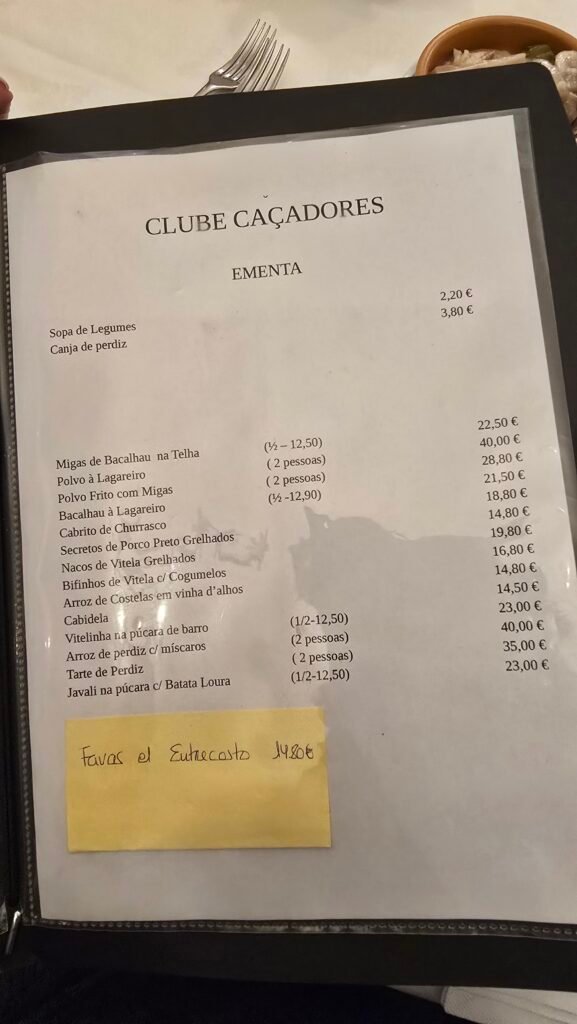 CLUBE CAÇADORES
EMENTA
Sopa de Legumes 2,20 €
Canja de perdiz 3,80 €
Migas de Bacalhau na Telha (½ – 12,50) 22,50 €
Polvo à Lagareiro ( 2 pessoas) 40,00 €
Polvo Frito com Migas ( 2 pessoas) 28,80 €
Bacalhau à Lagareiro (½ -12,90) 21,50 €
Cabrito de Churrasco 18,80 €
Secretos de Porco Preto Grelhados 14,80 €
Nacos de Vitela Grelhados 19,80 €
Bifinhos de Vitela c/ Cogumelos 16,80 €
Arroz de Costelas em vinha d'alhos 14,80 €
Cabidela 14,50 €
Vitelinha na púcara de barro (1/2-12,50) 23,00 €
Arroz de perdiz c/ míscaros (2 pessoas) 40,00 €
Tarte de Perdiz ( 2 pessoas) 35,00 €
Javali na púcara c/ Batata Loura (1/2-12,50) 23,00 €
Favas c/ Entrecosto 14.80€